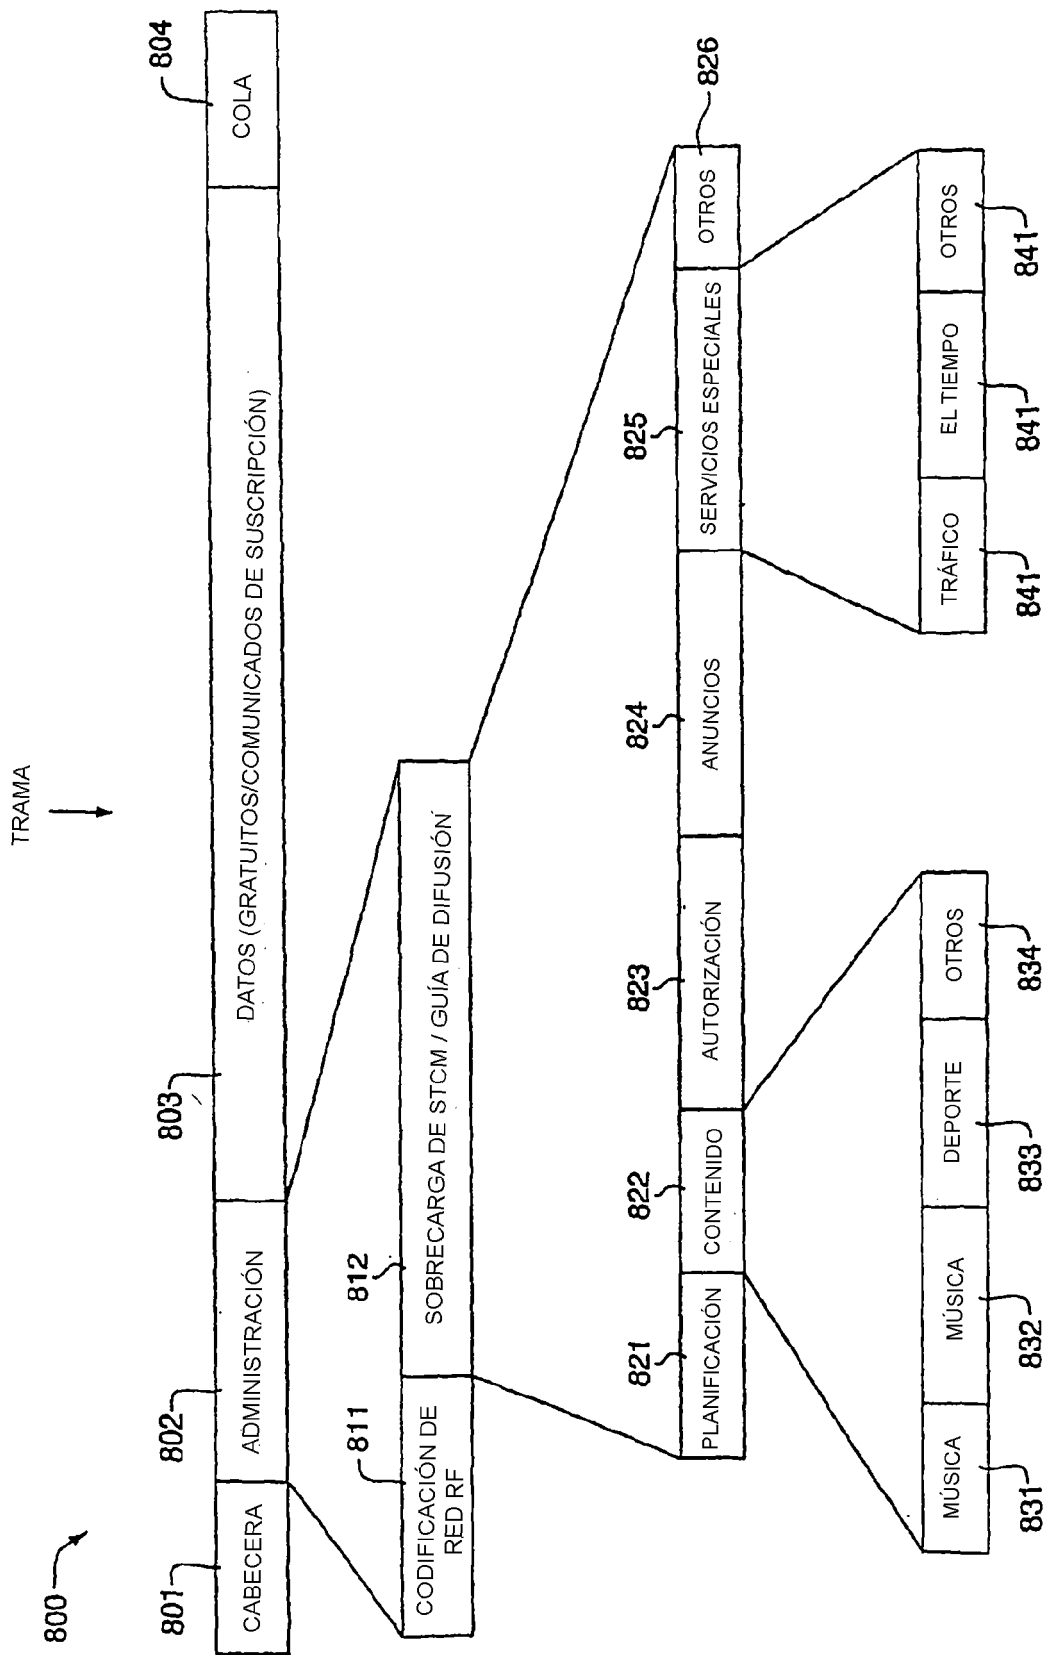 TRAMA
800
801
802
803
804
CABECERA
ADMINISTRACIÓN
DATOS (GRATUITOS/COMUNICADOS DE SUSCRIPCIÓN)
COLA
811
812
CODIFICACIÓN DE
RED RF
SOBRECARGA DE STCM / GUÍA DE DIFUSIÓN
821
822
823
824
825
826
PLANIFICACIÓN
CONTENIDO
AUTORIZACIÓN
ANUNCIOS
SERVICIOS ESPECIALES
OTROS
MÚSICA
MÚSICA
DEPORTE
OTROS
831
832
833
834
TRÁFICO
EL TIEMPO
OTROS
841
841
841